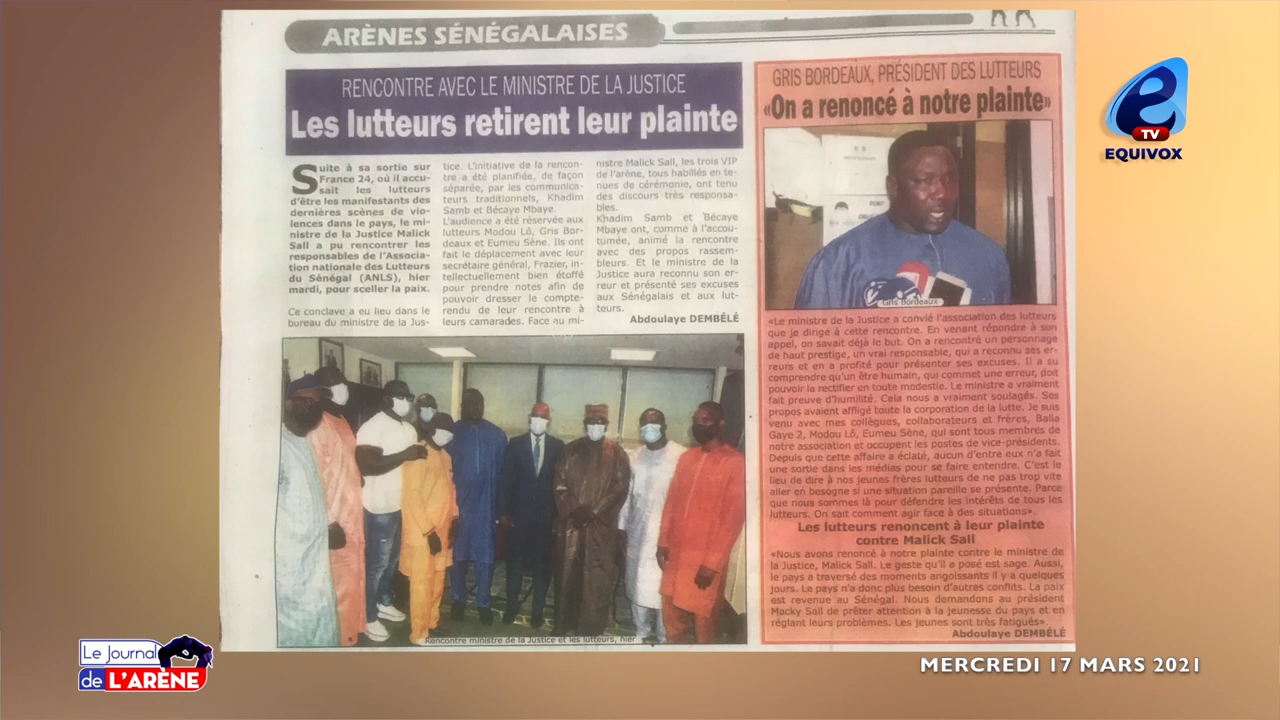 ARÈNES SÉNÉGALAISES
RENCONTRE AVEC LE MINISTRE DE LA JUSTICE
Les lutteurs retirent leur plainte
Suite à sa sortie sur
France 24, où il accu-
sait les lutteurs
d'être les manifestants des
dernières scènes de vio-
lences dans le pays, le mi-
nistre de la Justice Malick
Sall a pu rencontrer les
responsables de l'Associa-
tion nationale des Lutteurs
du Sénégal (ANLS), hier
mardi, pour sceller la paix.
Ce conclave a eu lieu dans le
bureau du ministre de la Jus-
tice. L'initiative de la rencon-
tre a été planifiée, de façon
séparée, par les communica-
teurs traditionnels, Khadim
Samb et Bécaye Mbaye.
L'audience a été réservée aux
lutteurs Modou Lô, Gris Bor-
deaux et Eumeu Sène. Ils ont
fait le déplacement avec leur
secrétaire général, Frazier, in-
tellectuellement bien étoffé
pour prendre notes afin de
pouvoir dresser le compte-
rendu de leur rencontre à
leurs camarades. Face au mi-
nistre Malick Sall, les trois VIP
de l'arène, tous habillés en te-
nues de cérémonie, ont tenu
des discours très responsa-
bles.
Khadim Samb et Bécaye
Mbaye ont, comme à l'accou-
tumée, animé la rencontre
avec des propos rassem-
bleurs. Et le ministre de la
Justice aura reconnu son er-
reur et présenté ses excuses
aux Sénégalais et aux lut-
teurs.
Abdoulaye DEMBÉLÉ
Rencontre ministre de la Justice et les lutteurs, hier
GRIS BORDEAUX, PRÉSIDENT DES LUTTEURS
«On a renoncé à notre plainte»
Gris Bordeaux
«Le ministre de la Justice a convié l'association des lutteurs
que je dirige à cette rencontre. En venant répondre à son
appel, on savait déjà le but. On a rencontré un personnage
de haut prestige, un vrai responsable, qui a reconnu ses er-
reurs et en a profité pour présenter ses excuses. Il a su
comprendre qu'un être humain, qui commet une erreur, doit
pouvoir la rectifier en toute modestie. Le ministre a vraiment
fait preuve d'humilité. Cela nous a vraiment soulagés. Ses
propos avaient affligé toute la corporation de la lutte. Je suis
venu avec mes collègues, collaborateurs et frères, Balla
Gaye 2, Modou Lô, Eumeu Sène, qui sont tous membres de
notre association et occupent les postes de vice-présidents.
Depuis que cette affaire a éclaté, aucun d'entre eux n'a fait
une sortie dans les médias pour se faire entendre. C'est le
lieu de dire à nos jeunes frères lutteurs de ne pas trop vite
aller en besogne si une situation pareille se présente. Parce
que nous sommes là pour défendre les intérêts de tous les
lutteurs. On sait comment agir face à des situations».
Les lutteurs renoncent à leur plainte
contre Malick Sall
«Nous avons renoncé à notre plainte contre le ministre de
la Justice, Malick Sall. Le geste qu'il a posé est sage. Aussi,
le pays a traversé des moments angoissants il y a quelques
jours. Le pays n'a donc plus besoin d'autres conflits. La paix
est revenue au Sénégal. Nous demandons au président
Macky Sall de prêter attention à la jeunesse du pays et en
réglant leurs problèmes. Les jeunes sont très fatigués».
Abdoulaye DEMBÉLÉ
e
TV
EQUIVOX
Le Journal
de L'ARÈNE
MERCREDI 17 MARS 2021